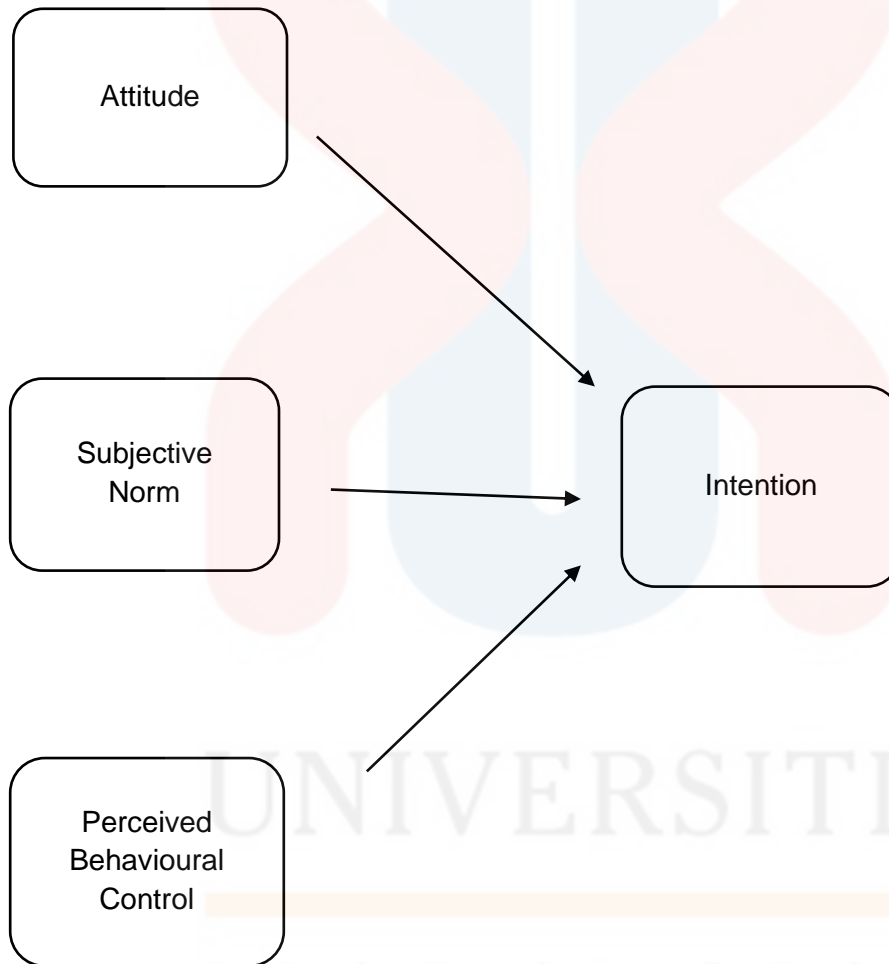 Attitude
Subjective
Norm
Intention
Perceived
Behavioural
Control
UNIVERSITI